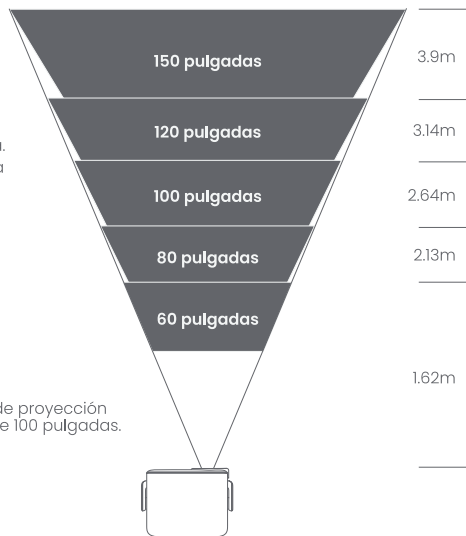 150 pulgadas
3.9m
120 pulgadas
3.14m
a
100 pulgadas
2.64m
80 pulgadas
2.13m
60 pulgadas
1.62m
de proyección
e 100 pulgadas.